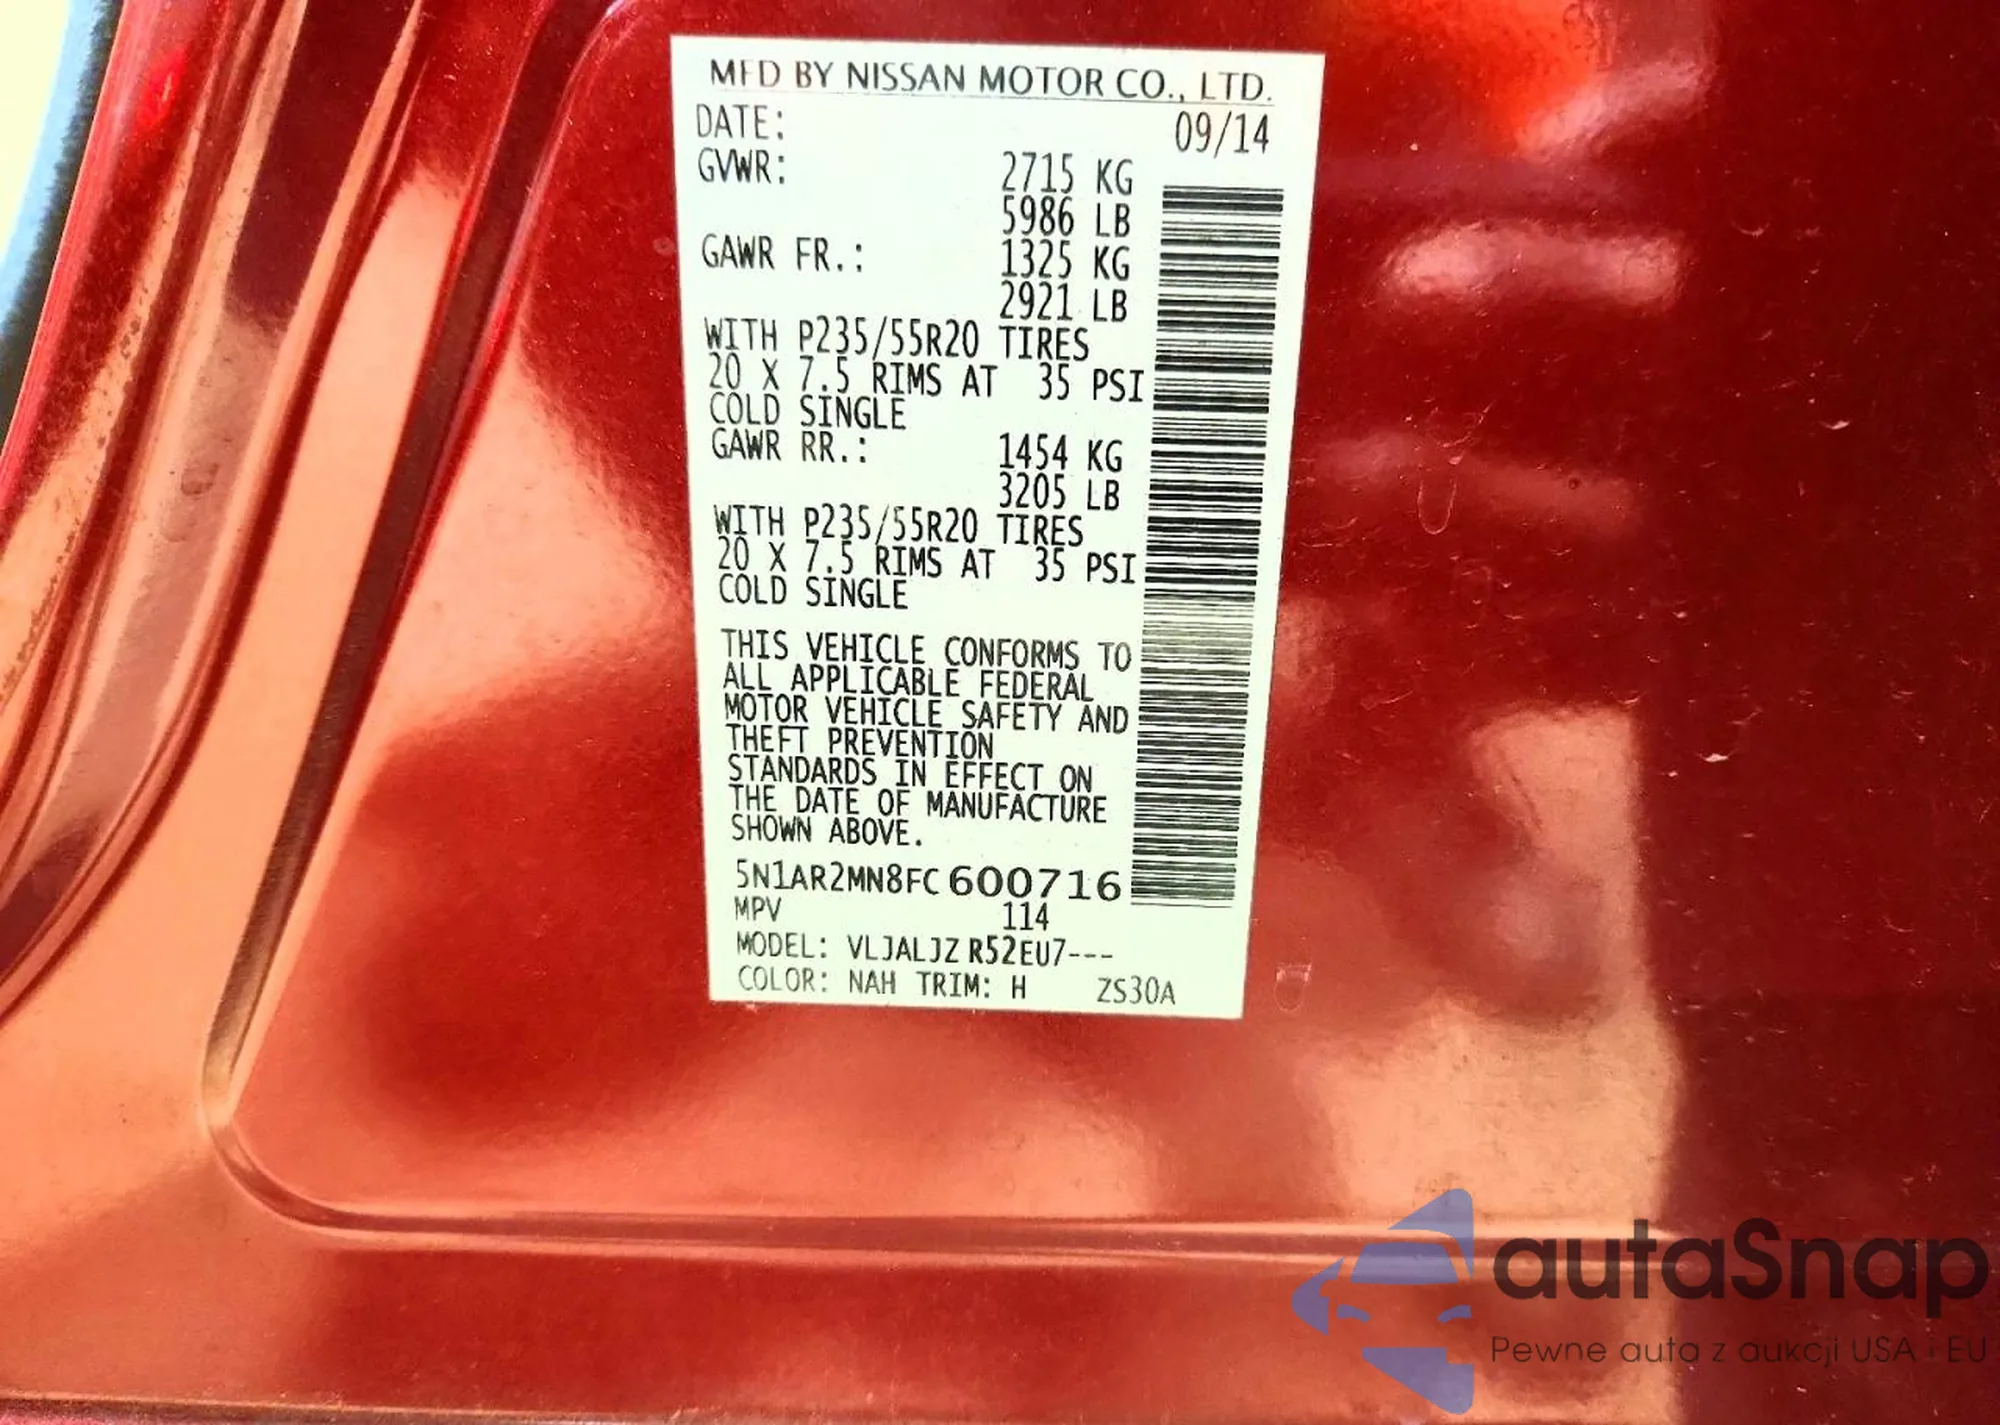 MFD BY NISSAN MOTOR CO., LTD.
DATE: 09/14
GVWR: 2715 KG
5986 LB
GAWR FR.: 1325 KG
2921 LB
WITH P235/55R20 TIRES
20 X 7.5 RIMS AT 35 PSI
COLD SINGLE
GAWR RR.: 1454 KG
3205 LB
WITH P235/55R20 TIRES
20 X 7.5 RIMS AT 35 PSI
COLD SINGLE
THIS VEHICLE CONFORMS TO
ALL APPLICABLE FEDERAL
MOTOR VEHICLE SAFETY AND
THEFT PREVENTION
STANDARDS IN EFFECT ON
THE DATE OF MANUFACTURE
SHOWN ABOVE.
5N1AR2MN8FC600716
MPV 114
MODEL: VLJALJZ R52EU7---
COLOR: NAH TRIM: H ZS30A
autaSnap
Pewne auta z aukcji USA i EU